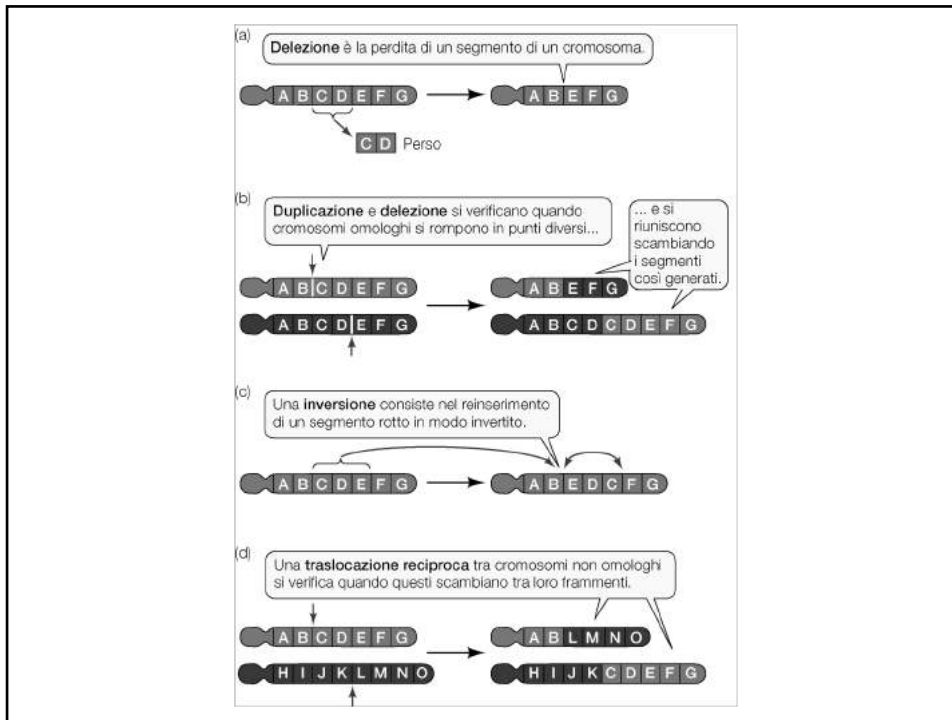 (a)
Delezione è la perdita di un segmento di un cromosoma.
A B C D E F G
A B E F G
C D Perso
(b)
Duplicazione e delezione si verificano quando
cromosomi omologhi si rompono in punti diversi...
... e si
riuniscono
scambiando
i segmenti
così generati.
A B C D E F G
A B E F G
A B C D E F G
A B C D C D E F G
(c)
Una inversione consiste nel reinserimento
di un segmento rotto in modo invertito.
A B C D E F G
A B E D C F G
(d)
Una traslocazione reciproca tra cromosomi non omologhi
si verifica quando questi scambiano tra loro frammenti.
A B C D E F G
A B L M N O
H I J K L M N O
H I J K C D E F G